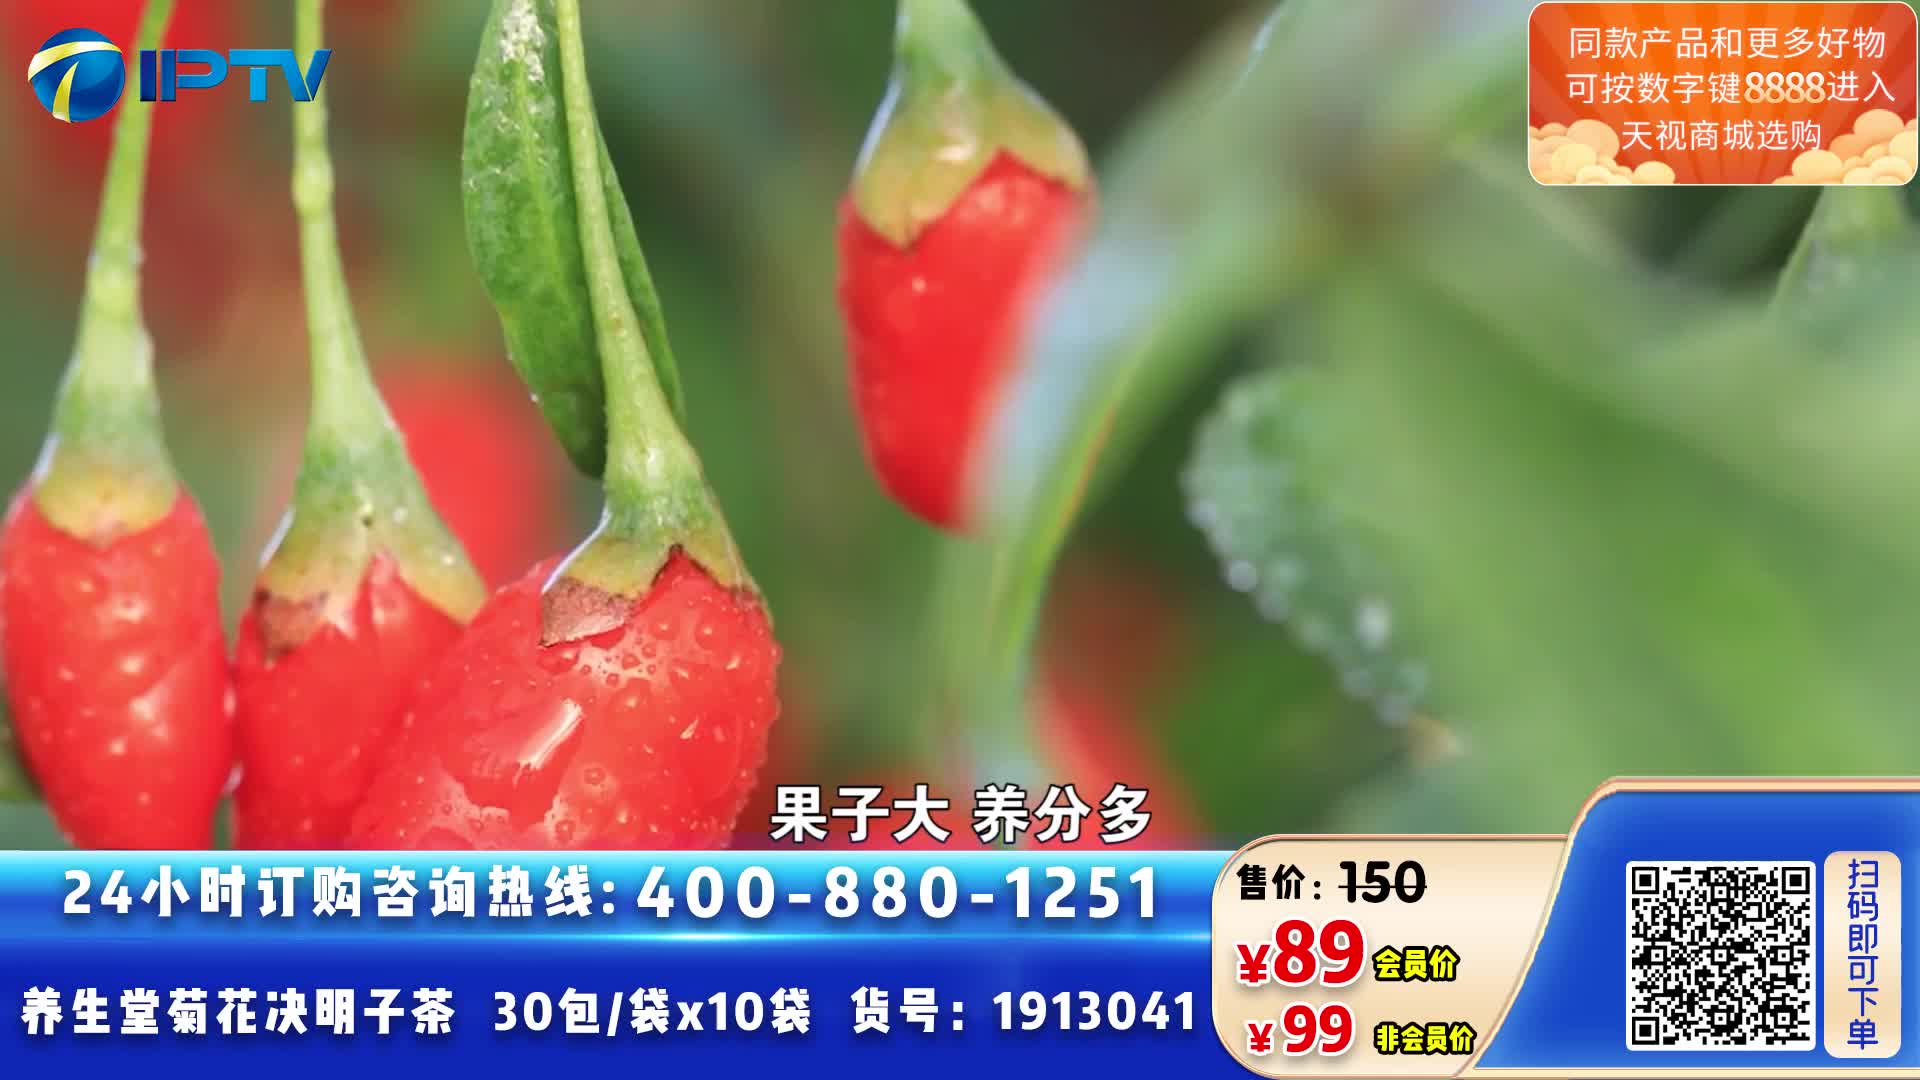 IPTV
同款产品和更多好物
可按数字键8888进入
天视商城选购
果子大 养分多
24小时订购咨询热线:400-880-1251
养生堂菊花决明子茶 30包/袋x10袋 货号：1913041
售价：150
¥89 会员价
¥99 非会员价
扫码即可下单